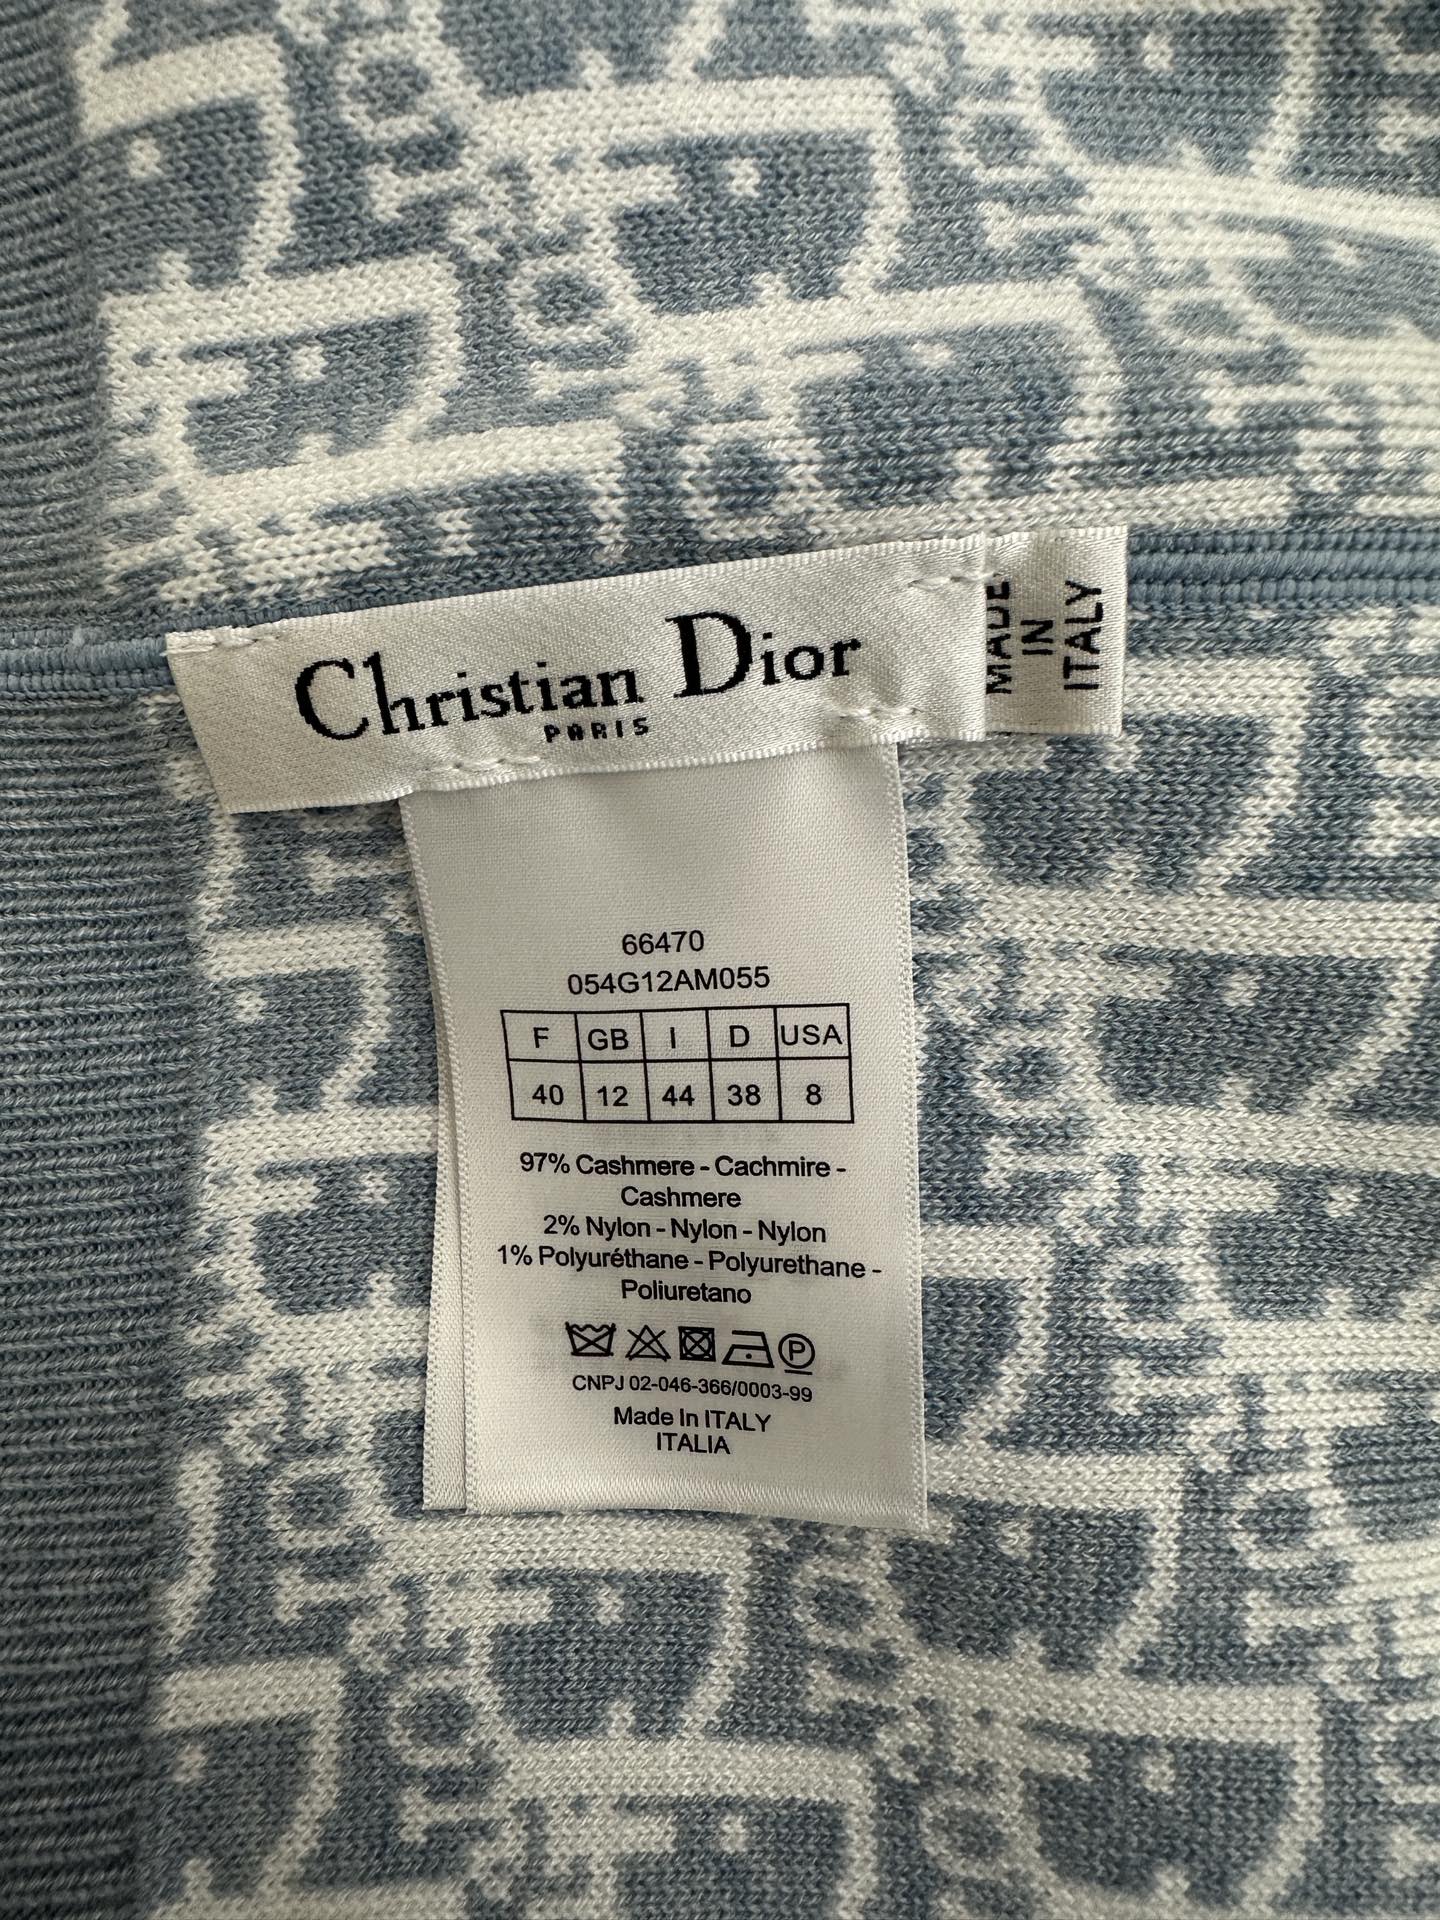 Christian Dior
PARIS
MADE
IN
ITALY
66470
054G12AM055
F GB I D USA
40 12 44 38 8
97% Cashmere - Cachmire -
Cashmere
2% Nylon - Nylon - Nylon
1% Polyuréthane - Polyurethane -
Poliuretano
P
CNPJ 02-046-366/0003-99
Made In ITALY
ITALIA